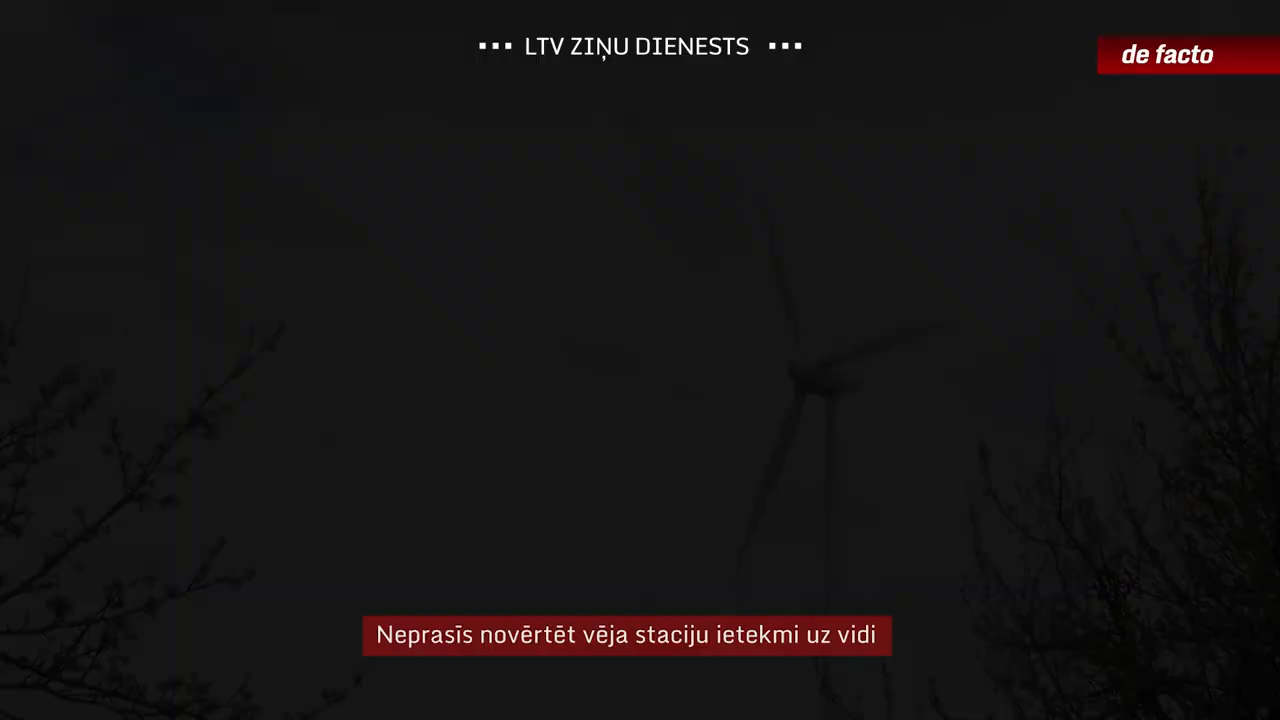 LTV ZIŅU DIENESTS
de facto
Neprasīs novērtēt vēja staciju ietekmi uz vidi